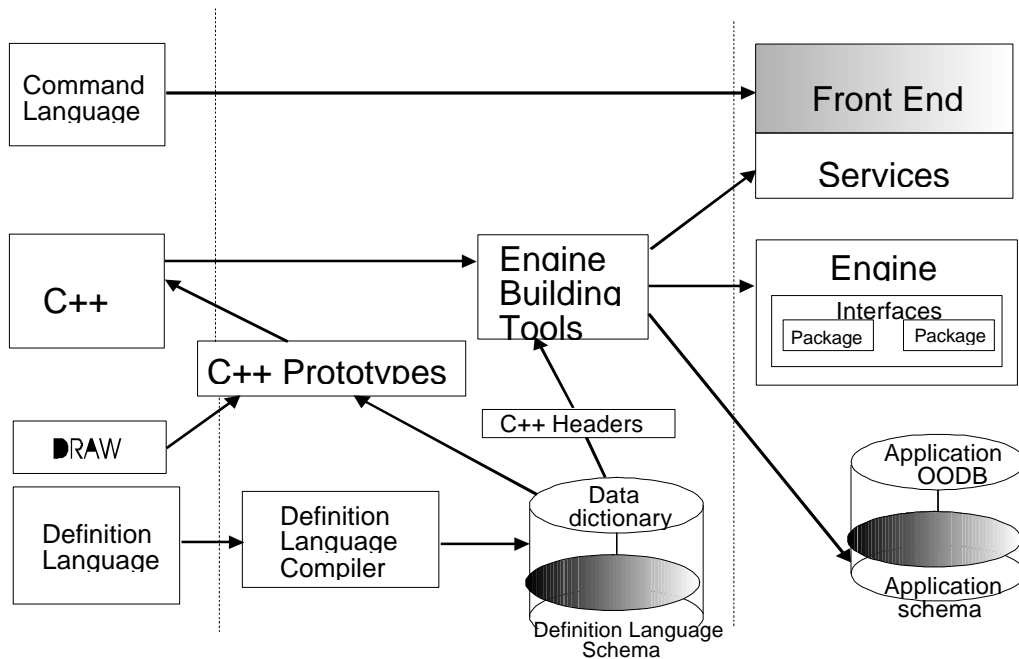 Command
Language
Front End
Services
C++
Engine
Building
Tools
Engine
Interfaces
Package
Package
C++ Prototypes
C++ Headers
DRAW
Definition
Language
Definition
Language
Compiler
Data
dictionary
Definition Language
Schema
Application
OODB
Application
schema